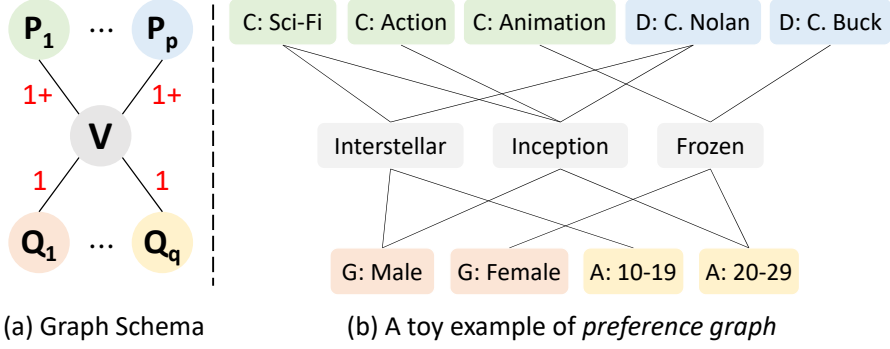 P1 ... Pp
1+ 1+
V
1 1
Q1 ... Qq
(a) Graph Schema
C: Sci-Fi C: Action C: Animation D: C. Nolan D: C. Buck
Interstellar Inception Frozen
G: Male G: Female A: 10-19 A: 20-29
(b) A toy example of preference graph